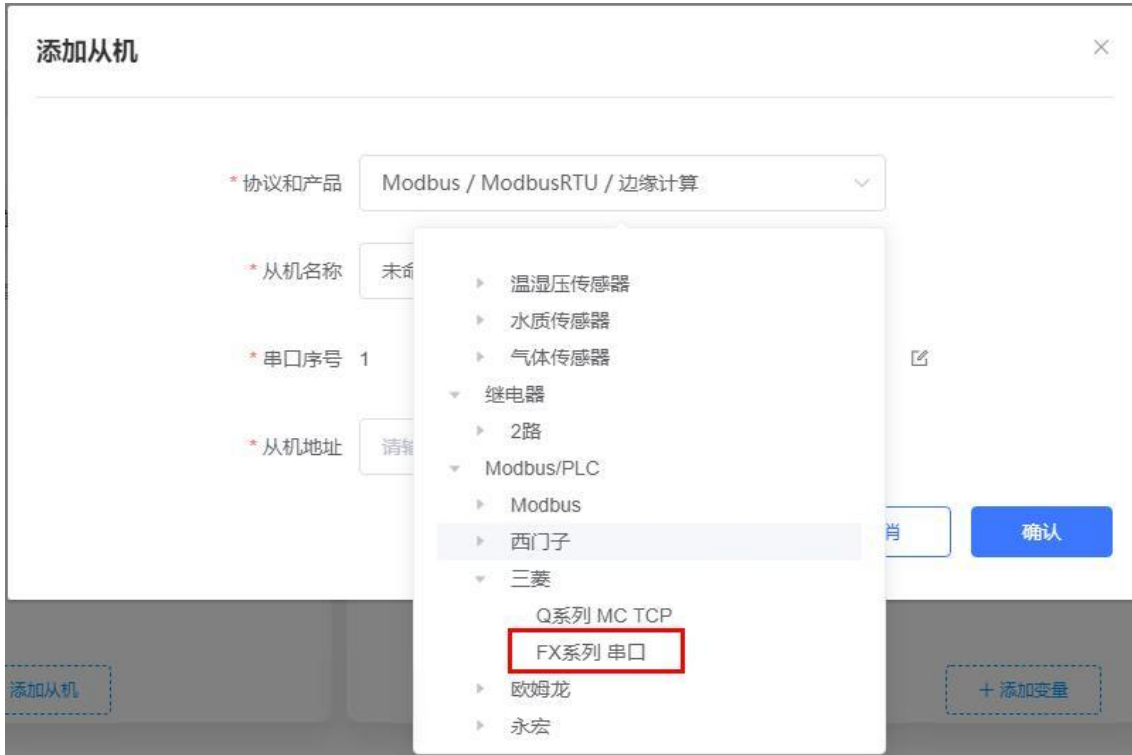 添加从机
* 协议和产品 Modbus / ModbusRTU / 边缘计算
* 从机名称 未
温湿压传感器
水质传感器
* 串口序号 1 气体传感器
继电器
2路
* 从机地址 请
Modbus/PLC
Modbus
西门子
消 确认
三菱
Q系列 MC TCP
FX系列 串口
添加从机 欧姆龙 +添加变量
永宏